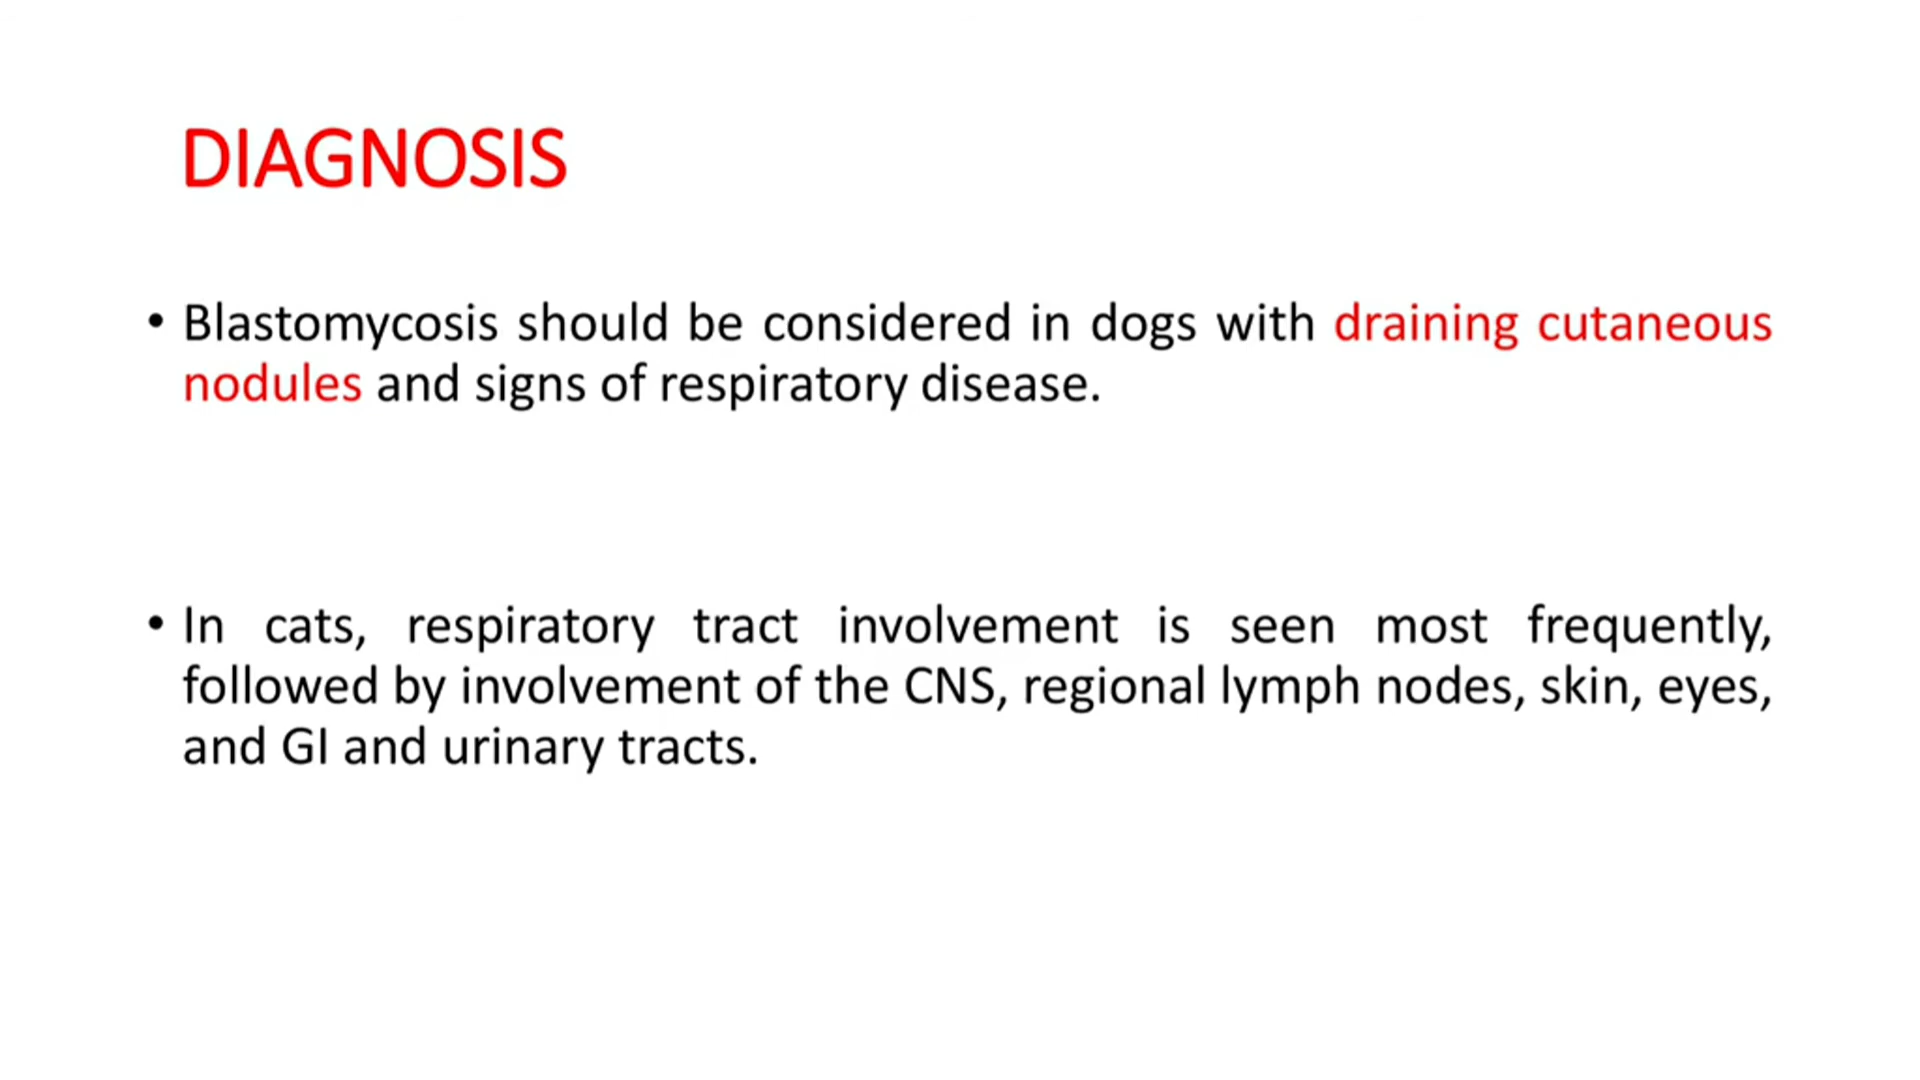 DIAGNOSIS
• Blastomycosis should be considered in dogs with draining cutaneous
nodules and signs of respiratory disease.
• In cats, respiratory tract involvement is seen most frequently,
followed by involvement of the CNS, regional lymph nodes, skin, eyes,
and GI and urinary tracts.